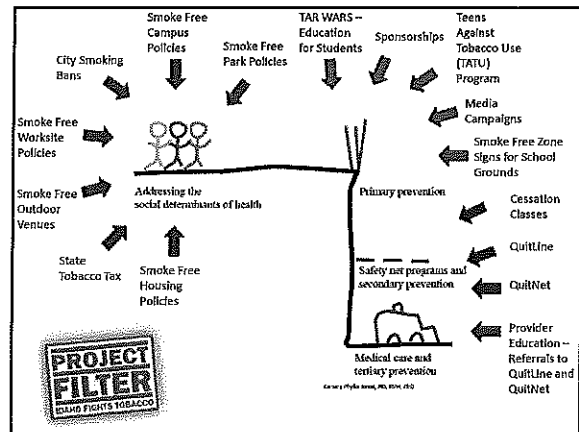 Smoke Free
Campus
Policies
TAR WARS –
Education
for Students
Sponsorships
Teens
Against
Tobacco Use
(TATU)
Program
City Smoking
Bans
Smoke Free
Park Policies
Media
Campaigns
Smoke Free
Worksite
Policies
Smoke Free Zone
Signs for School
Grounds
Addressing the
social determinants of health
Primary prevention
Smoke Free
Outdoor
Venues
Cessation
Classes
State
Tobacco Tax
Smoke Free
Housing
Policies
QuitLine
Safety net programs and
secondary prevention
QuitNet
Medical care and
tertiary prevention
Provider
Education –
Referrals to
QuitLine and
QuitNet
PROJECT
FILTER
IDAHO FIGHTS TOBACCO